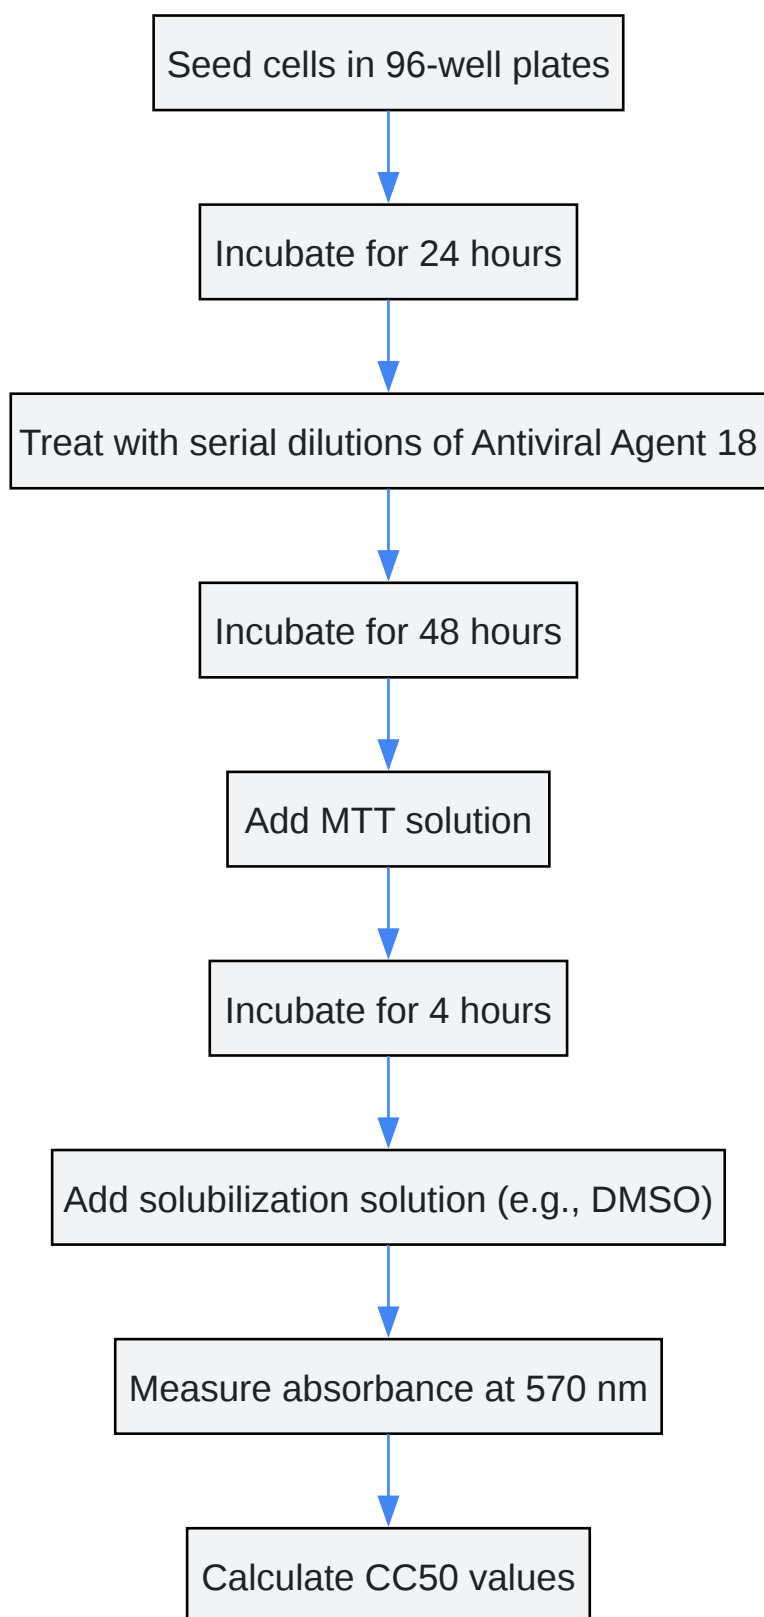 Seed cells in 96-well plates
Incubate for 24 hours
Treat with serial dilutions of Antiviral Agent 18
Incubate for 48 hours
Add MTT solution
Incubate for 4 hours
Add solubilization solution (e.g., DMSO)
Measure absorbance at 570 nm
Calculate CC50 values